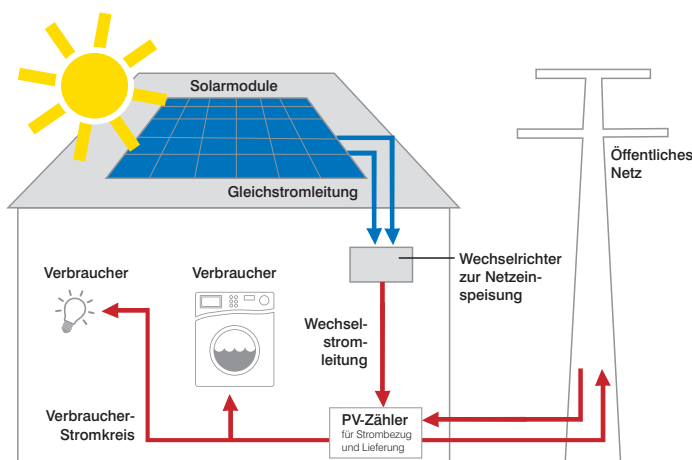 Solarmodule
Öffentliches
Netz
Gleichstromleitung
Wechselrichter
zur Netzein-
speisung
Verbraucher
Verbraucher
Wechsel-
strom-
leitung
Verbraucher-
Stromkreis
PV-Zähler
für Strombezug
und Lieferung